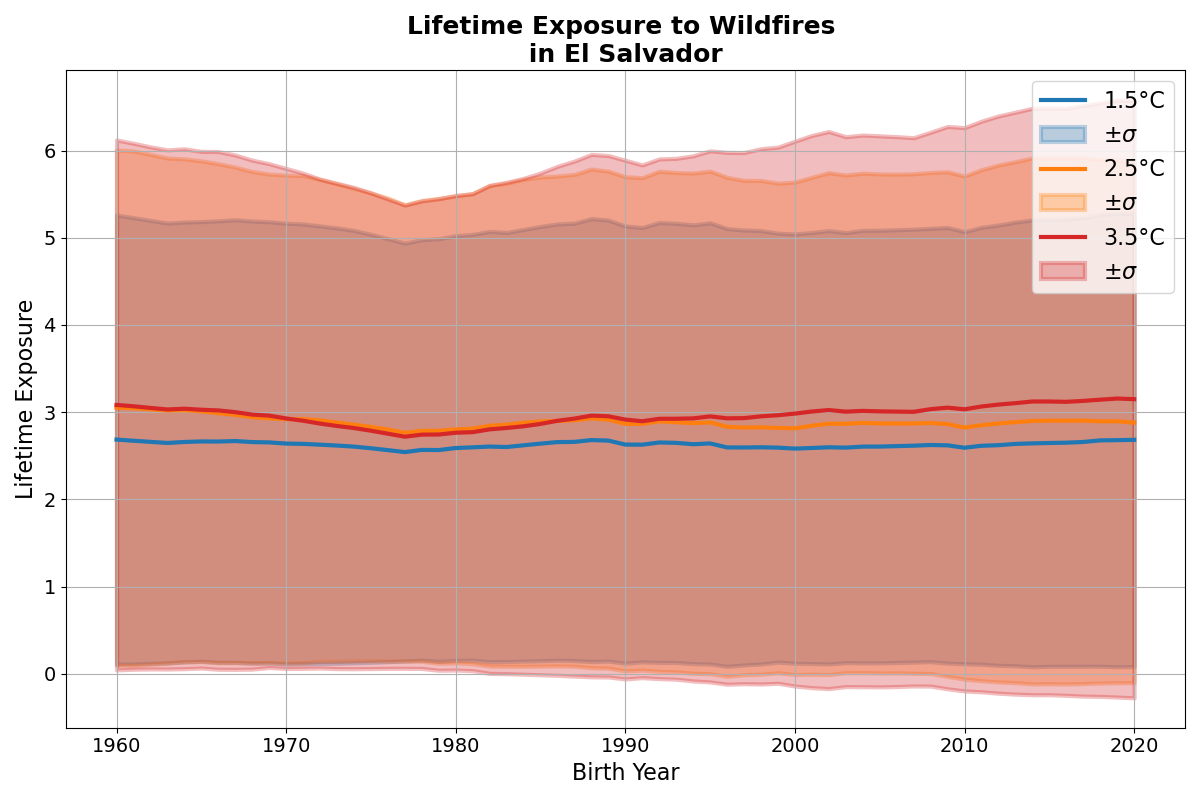 Lifetime Exposure to Wildfires
in El Salvador
1.5°C
±σ
2.5°C
±σ
3.5°C
±σ
Lifetime Exposure
6
5
4
3
2
1
0
1960 1970 1980 1990 2000 2010 2020
Birth Year